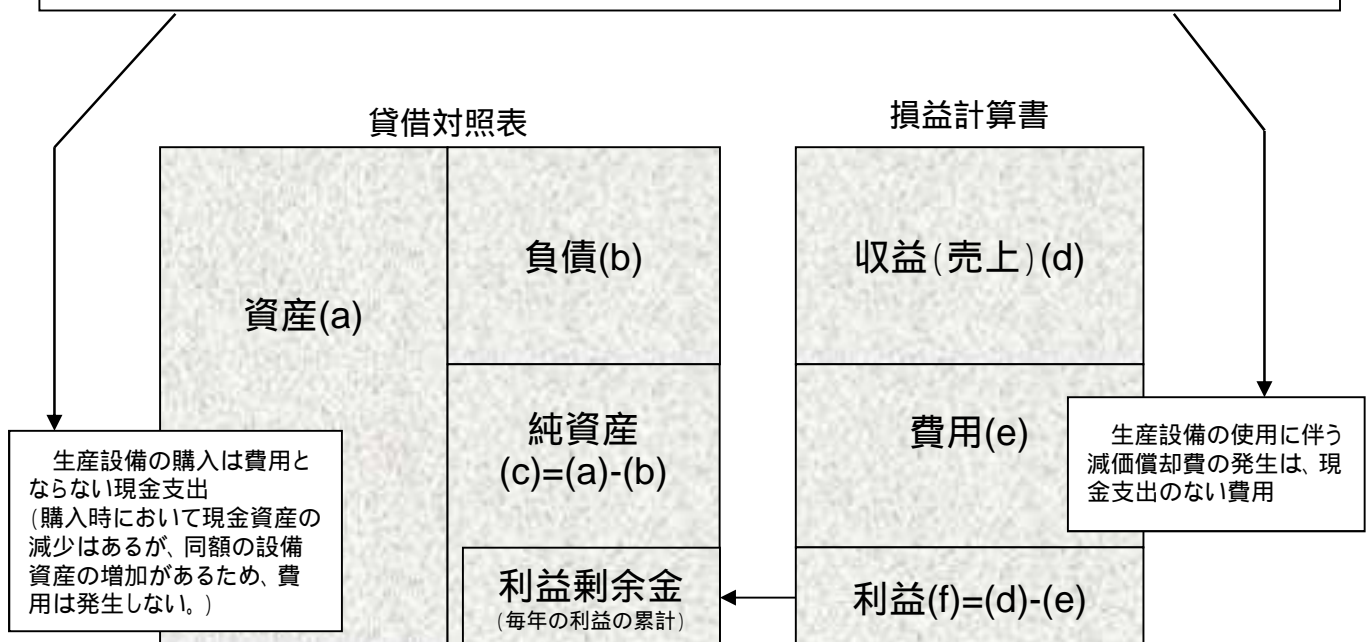 貸借対照表
損益計算書
資産(a)
負債(b)
純資産
(c)=(a)-(b)
利益剰余金
(毎年の利益の累計)
収益(売上)(d)
費用(e)
利益(f)=(d)-(e)
生産設備の購入は費用と
ならない現金支出
(購入時において現金資産の
減少はあるが、同額の設備
資産の増加があるため、費
用は発生しない。)
生産設備の使用に伴う
減価償却費の発生は、現
金支出のない費用